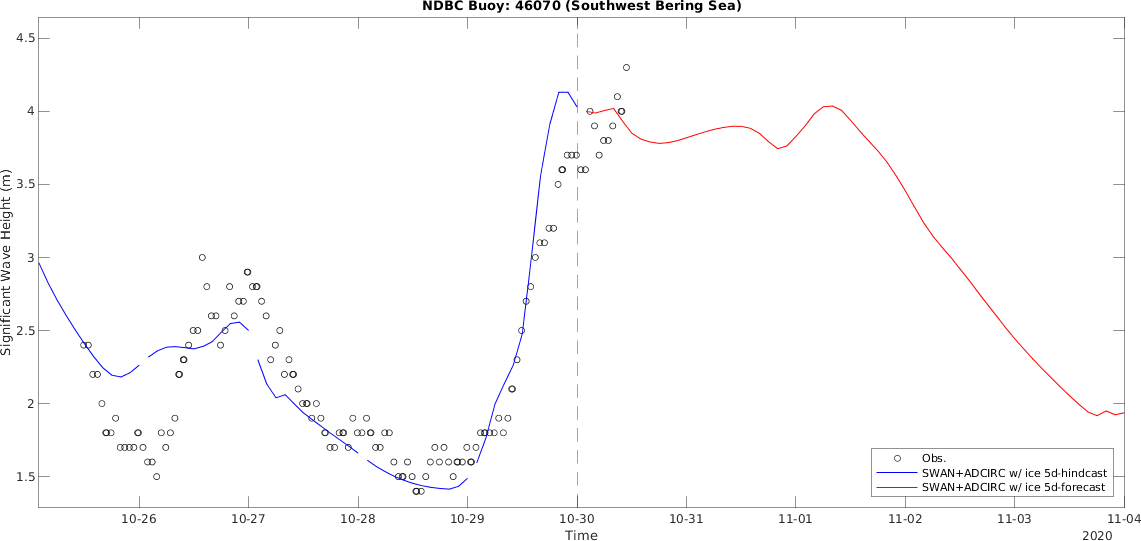 NDBC Buoy: 46070 (Southwest Bering Sea)
4.5
4
3.5
3
2.5
2
1.5
Significant Wave Height (m)
Obs.
SWAN+ADCIRC w/ ice 5d-hindcast
SWAN+ADCIRC w/ ice 5d-forecast
10-26 10-27 10-28 10-29 10-30 10-31 11-01 11-02 11-03 11-04
Time
2020